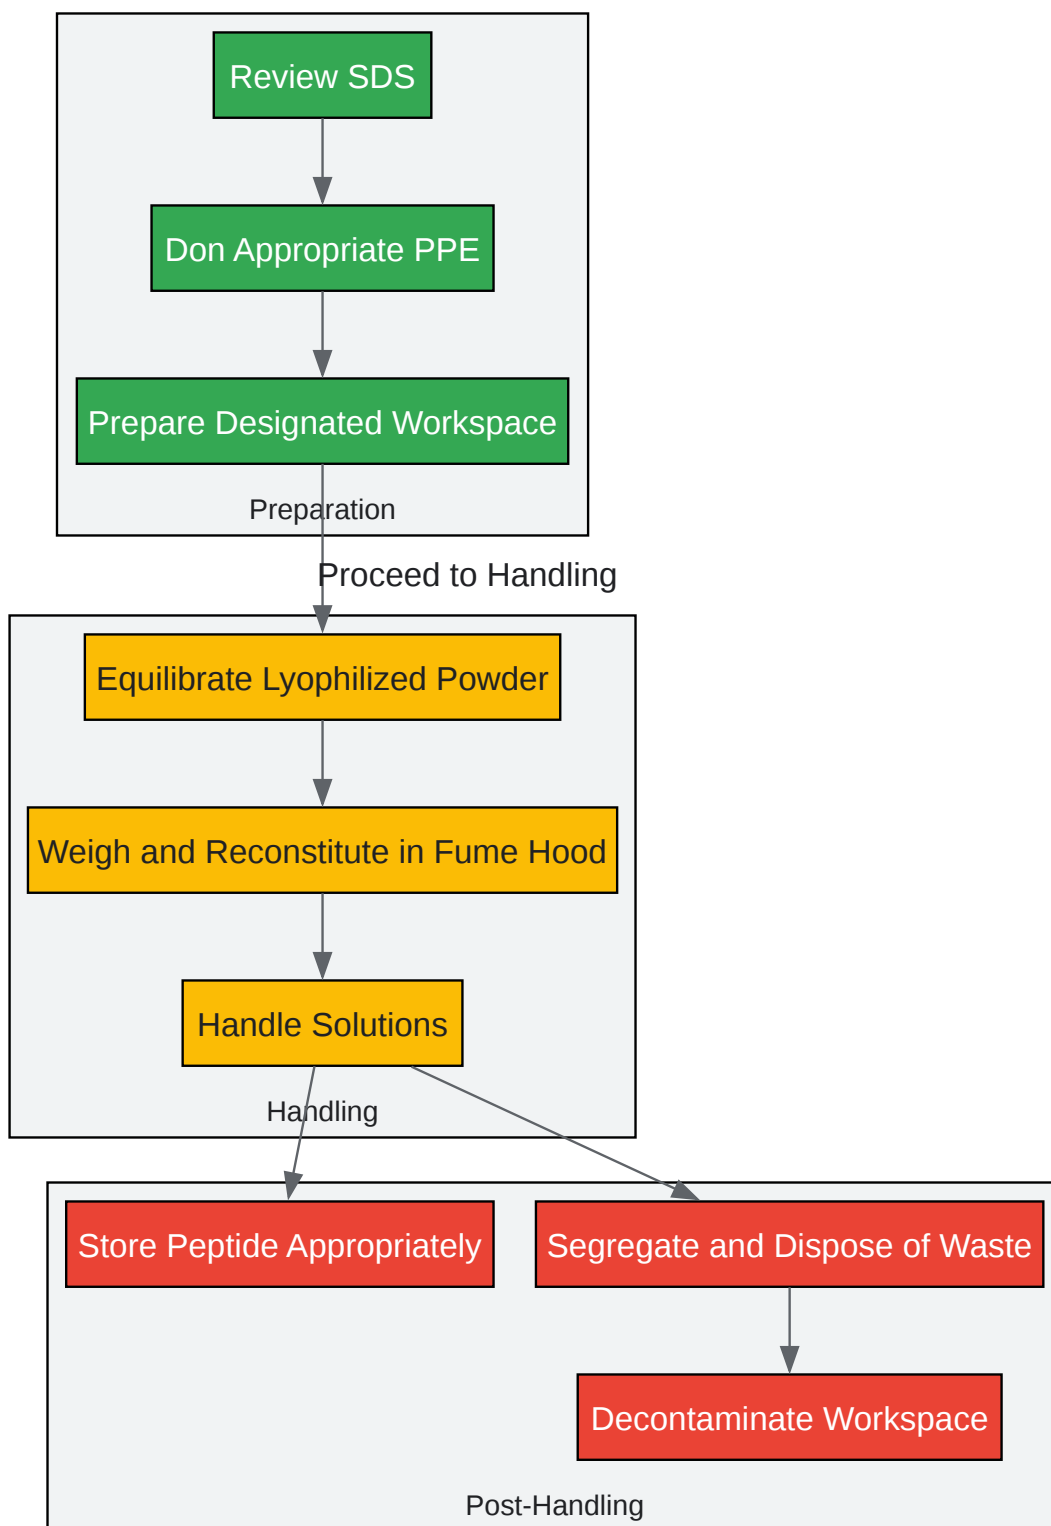 Review SDS
Don Appropriate PPE
Prepare Designated Workspace
Preparation
Proceed to Handling
Equilibrate Lyophilized Powder
Weigh and Reconstitute in Fume Hood
Handle Solutions
Handling
Store Peptide Appropriately
Segregate and Dispose of Waste
Decontaminate Workspace
Post-Handling